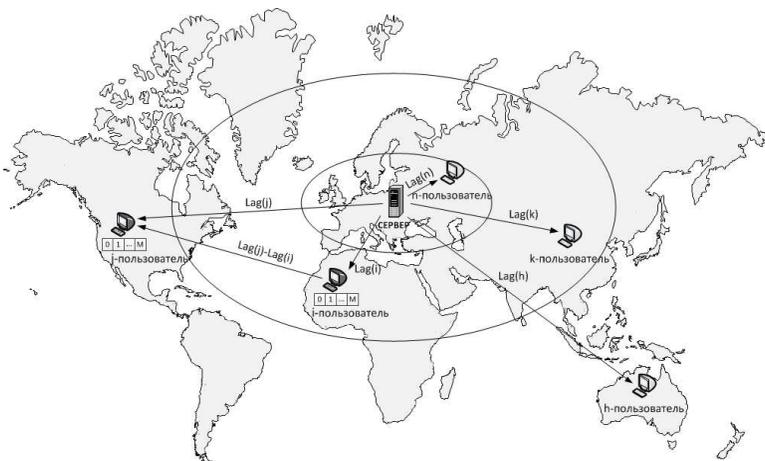 Lag(n)
n-пользователь
Lag(j)
СЕРВЕР
Lag(k)
0 1 ... M
j-пользователь
Lag(j)-Lag(i)
k-пользователь
Lag(i)
Lag(h)
0 1 ... M
i-пользователь
h-пользователь